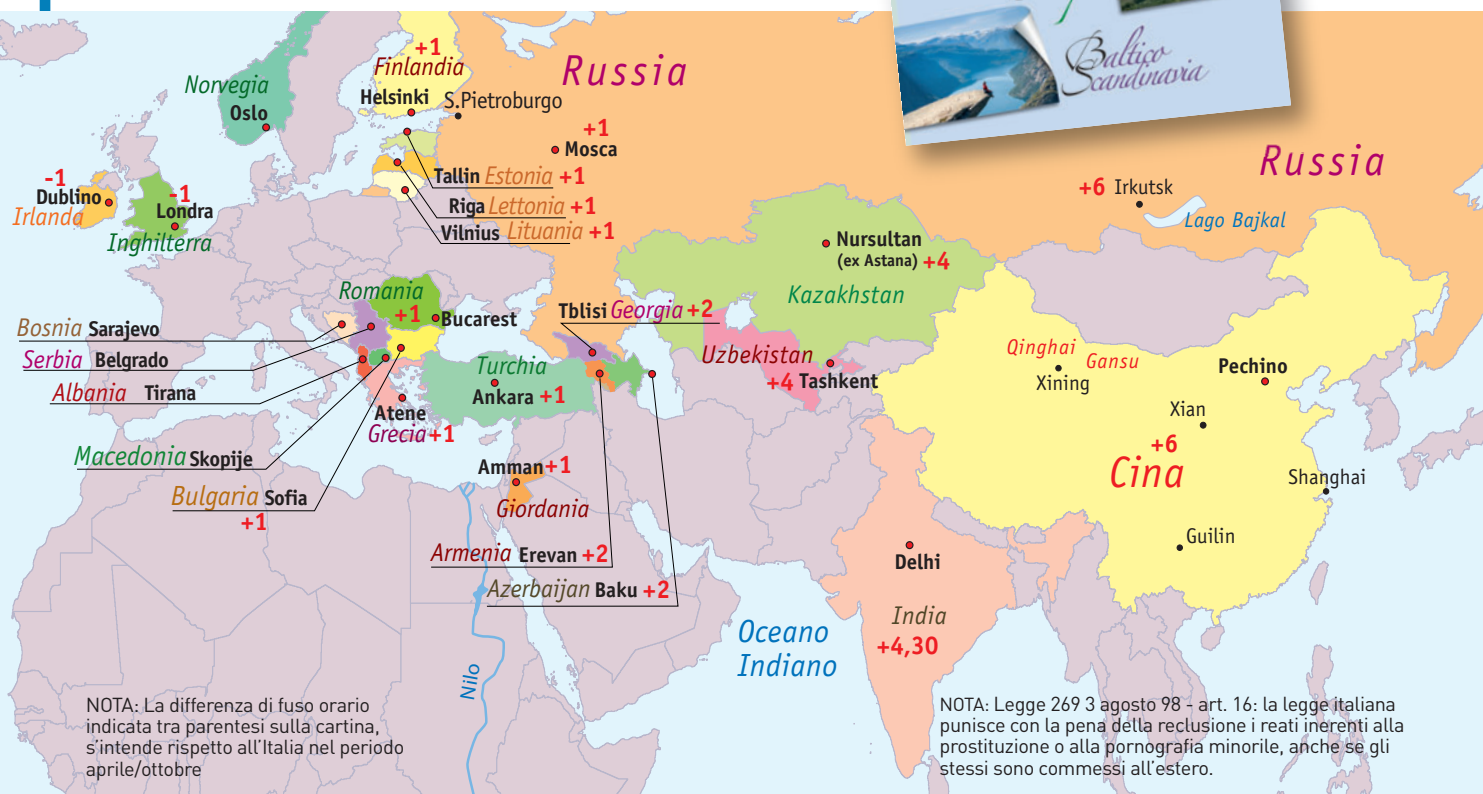 Baltico
Scandinavia
Norvegia
Oslo
+1
Finlandia
Helsinki
S.Pietroburgo
Russia
+1
Mosca
Tallin Estonia +1
Riga Lettonia +1
Vilnius Lituania +1
-1
Dublino
Irlanda
-1
Londra
Inghilterra
Russia
+6 Irkutsk
Lago Bajkal
Nursultan
(ex Astana) +4
Kazakhstan
Romania
+1
Bucarest
Tblisi Georgia +2
Bosnia Sarajevo
Serbia Belgrado
Albania Tirana
Turchia
Ankara +1
Atene
Grecia +1
Uzbekistan
+4 Tashkent
Qinghai
Gansu
Xining
Pechino
Xian
+6
Cina
Shanghai
Guilin
Macedonia Skopije
Bulgaria Sofia
+1
Amman +1
Giordania
Armenia Erevan +2
Azerbaijan Baku +2
Delhi
India
+4,30
Oceano
Indiano
Nilo
NOTA: La differenza di fuso orario
indicata tra parentesi sulla cartina,
s'intende rispetto all'Italia nel periodo
aprile/ottobre
NOTA: Legge 269 3 agosto 98 - art. 16: la legge italiana
punisce con la pena della reclusione i reati inerenti alla
prostituzione o alla pornografia minorile, anche se gli
stessi sono commessi all'estero.